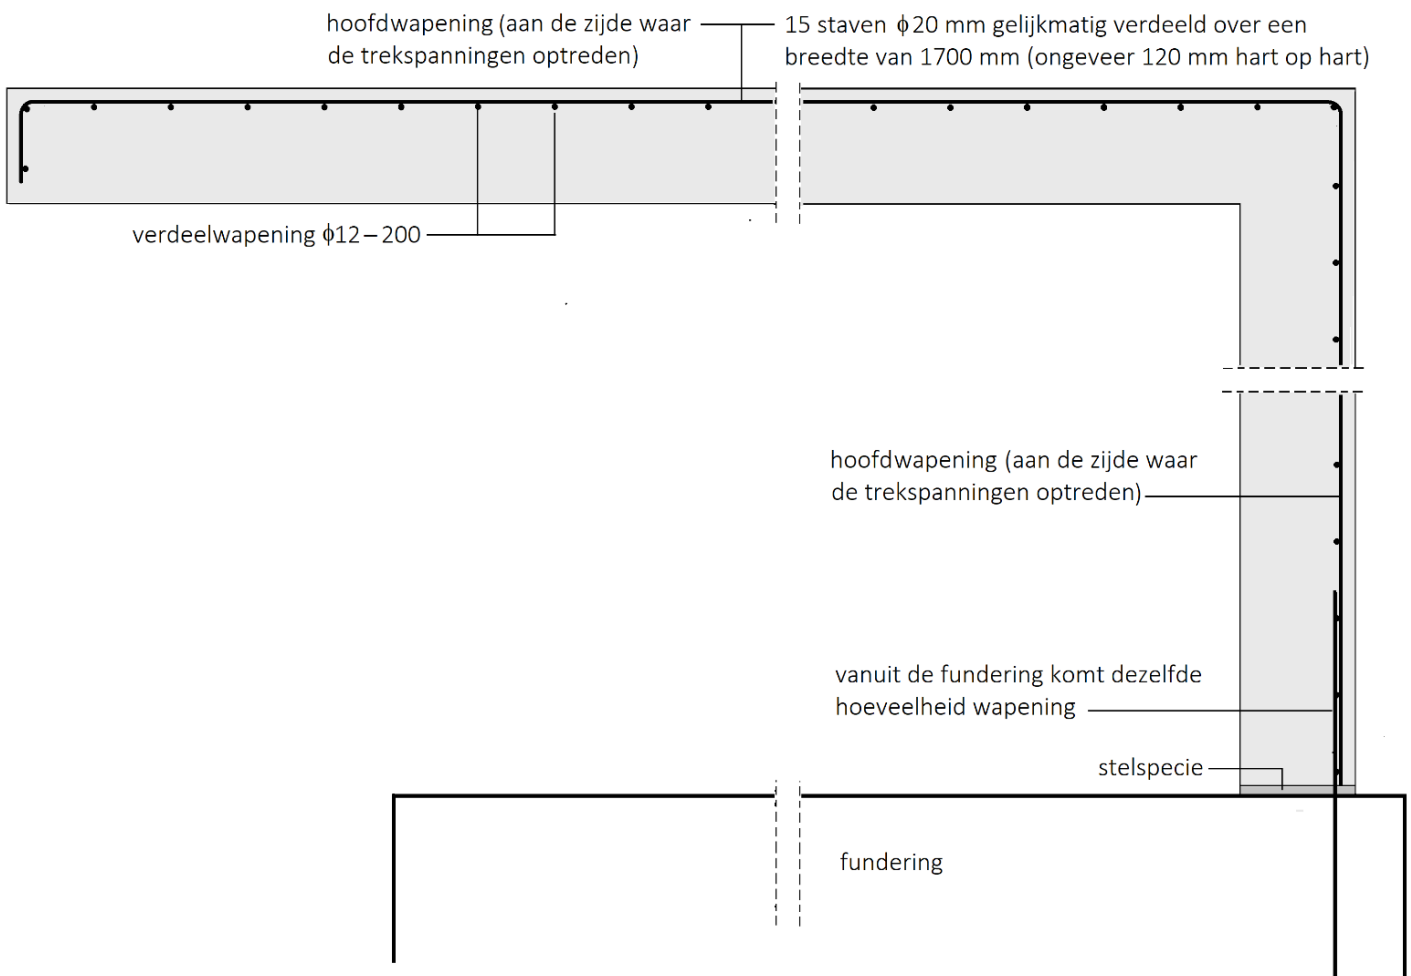 hoofdwapening (aan de zijde waar
de trekspanningen optreden)
15 staven ϕ20 mm gelijkmatig verdeeld over een
breedte van 1700 mm (ongeveer 120 mm hart op hart)
verdeelwapening ϕ12–200
hoofdwapening (aan de zijde waar
de trekspanningen optreden)
vanuit de fundering komt dezelfde
hoeveelheid wapening
stelspecie
fundering